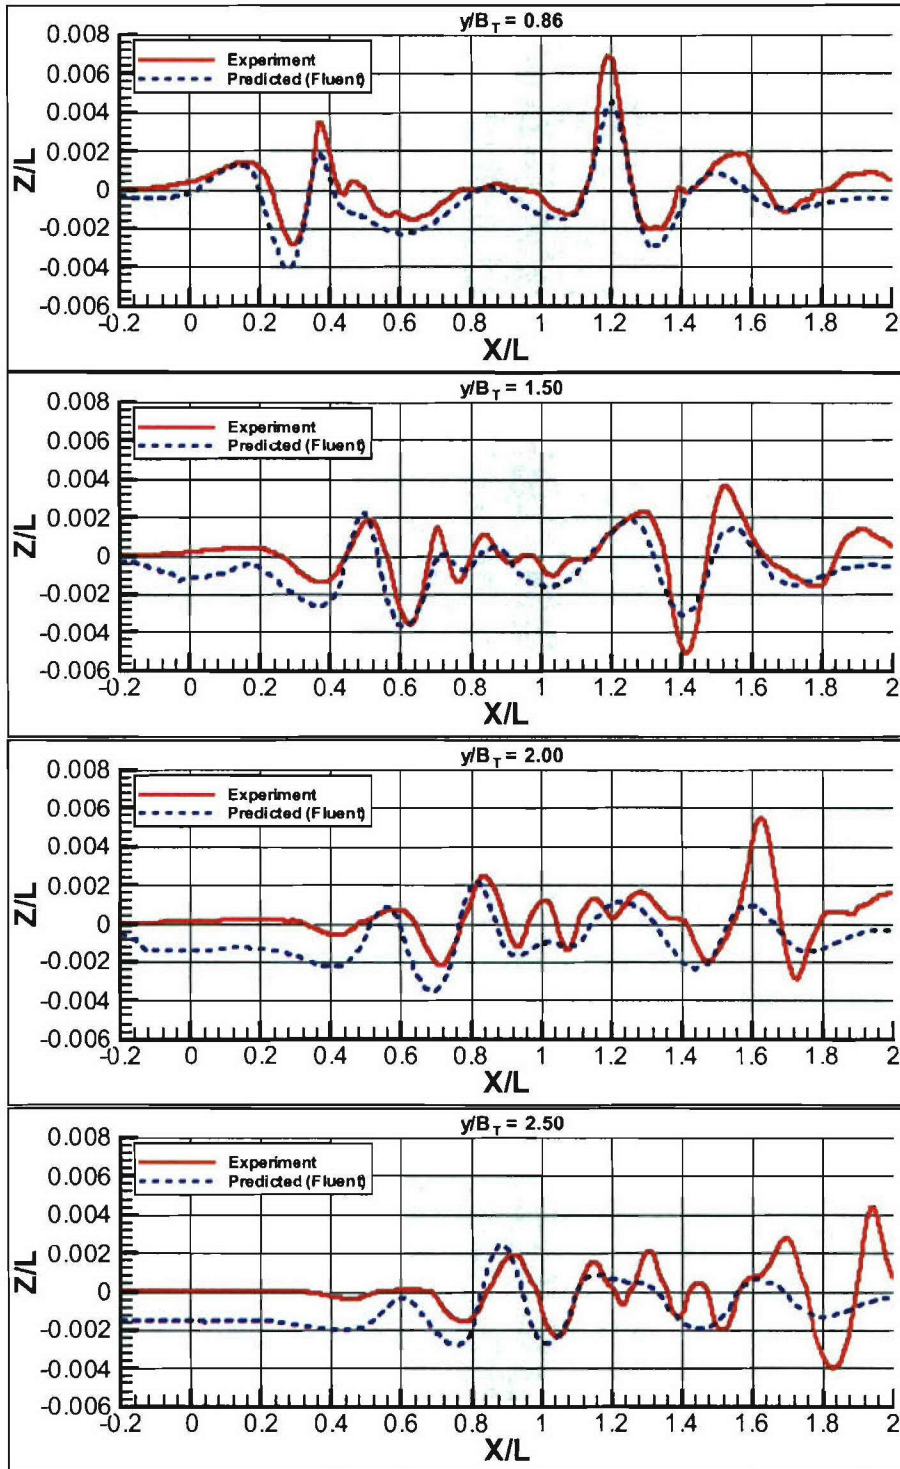 y/B_T = 0.86
0.008
0.006
0.004
0.002
0
-0.002
-0.004
-0.006
Z/L
Experiment
Predicted (Fluent)
-0.2 0 0.2 0.4 0.6 0.8 1 1.2 1.4 1.6 1.8 2
X/L
y/B_T = 1.50
0.008
0.006
0.004
0.002
0
-0.002
-0.004
-0.006
Z/L
Experiment
Predicted (Fluent)
-0.2 0 0.2 0.4 0.6 0.8 1 1.2 1.4 1.6 1.8 2
X/L
y/B_T = 2.00
0.008
0.006
0.004
0.002
0
-0.002
-0.004
-0.006
Z/L
Experiment
Predicted (Fluent)
-0.2 0 0.2 0.4 0.6 0.8 1 1.2 1.4 1.6 1.8 2
X/L
y/B_T = 2.50
0.008
0.006
0.004
0.002
0
-0.002
-0.004
-0.006
Z/L
Experiment
Predicted (Fluent)
-0.2 0 0.2 0.4 0.6 0.8 1 1.2 1.4 1.6 1.8 2
X/L